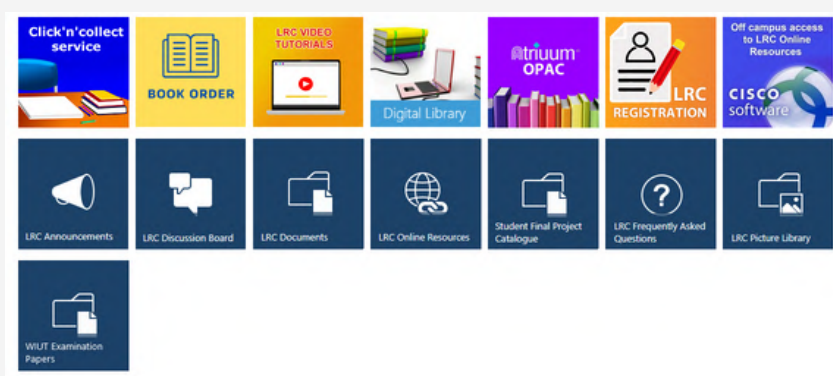 Click'n'collect
service
BOOK ORDER
LRC VIDEO
TUTORIALS
Digital Library
Atriuum
OPAC
LRC
REGISTRATION
Off campus access
to LRC Online
Resources
CISCO
software
LRC Announcements
LRC Discussion Board
LRC Documents
LRC Online Resources
Student Final Project
Catalogue
LRC Frequently Asked
Questions
LRC Picture Library
WIUT Examination
Papers